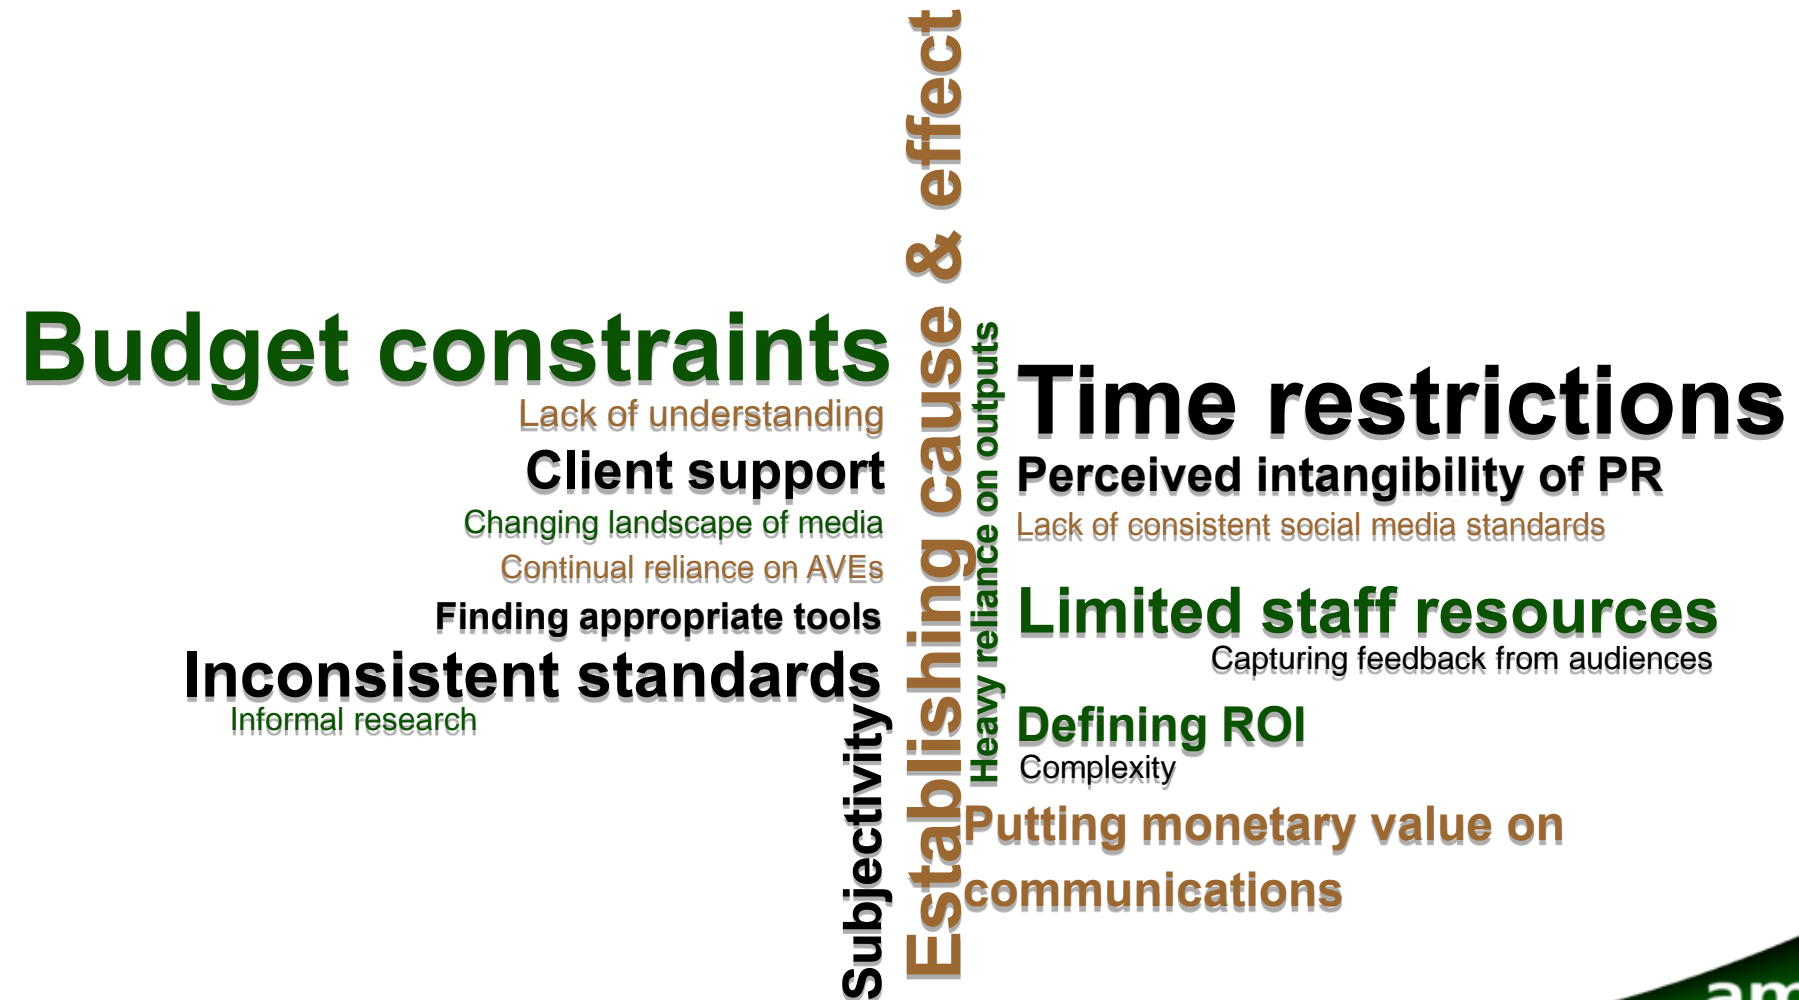 Establishing cause & effect
Budget constraints
Lack of understanding
Client support
Changing landscape of media
Continual reliance on AVEs
Finding appropriate tools
Inconsistent standards
Informal research
Subjectivity
Heavy reliance on outputs
Time restrictions
Perceived intangibility of PR
Lack of consistent social media standards
Limited staff resources
Capturing feedback from audiences
Defining ROI
Complexity
Putting monetary value on
communications